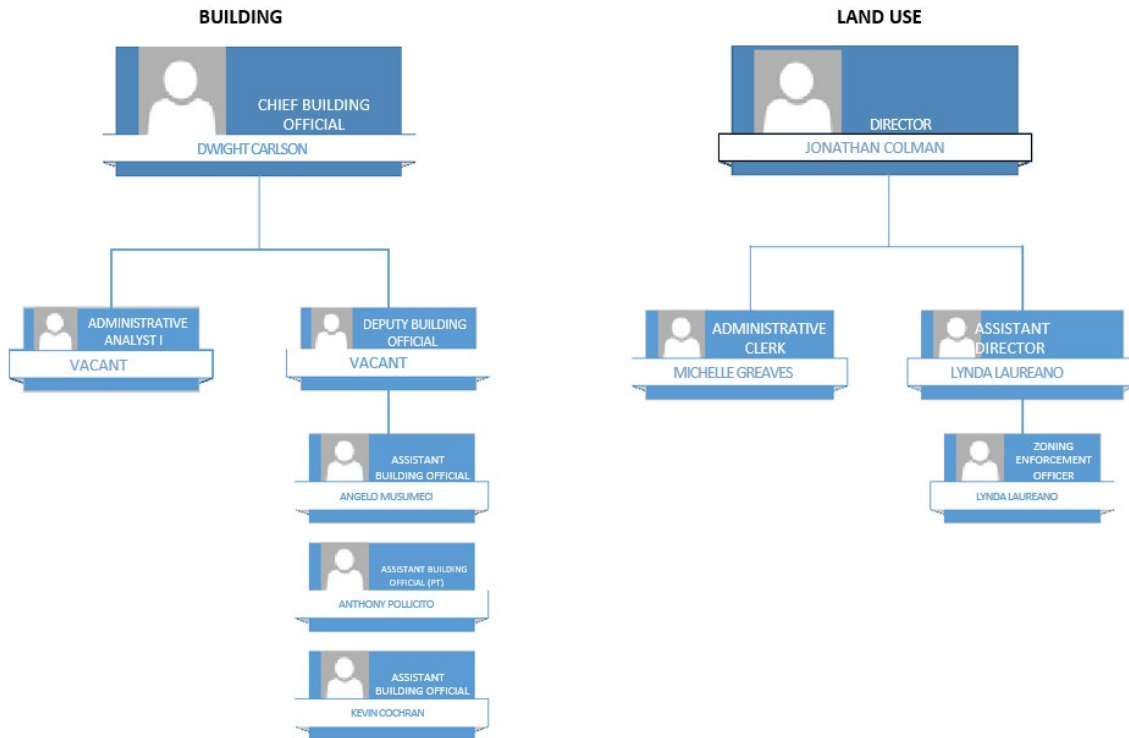 BUILDING
CHIEF BUILDING
OFFICIAL
DWIGHT CARLSON
ADMINISTRATIVE
ANALYST I
VACANT
DEPUTY BUILDING
OFFICIAL
VACANT
ASSISTANT
BUILDING OFFICIAL
ANGELO MUSUMECI
ASSISTANT BUILDING
OFFICIAL (PT)
ANTHONY POLLICITO
ASSISTANT
BUILDING OFFICIAL
KEVIN COCHRAN
LAND USE
DIRECTOR
JONATHAN COLMAN
ADMINISTRATIVE
CLERK
MICHELLE GREAVES
ASSISTANT
DIRECTOR
LYNDA LAUREANO
ZONING
ENFORCEMENT
OFFICER
LYNDA LAUREANO